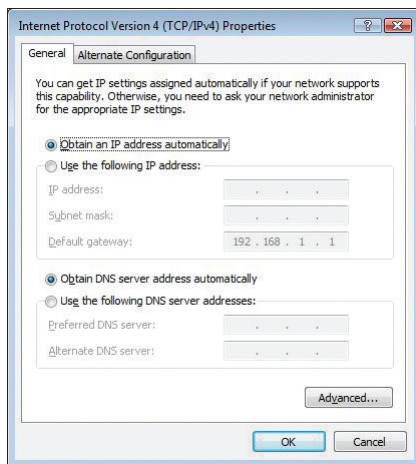 Internet Protocol Version 4 (TCP/IPv4) Properties
General
Alternate Configuration
You can get IP settings assigned automatically if your network supports
this capability. Otherwise, you need to ask your network administrator
for the appropriate IP settings.
Obtain an IP address automatically
Use the following IP address:
IP address:
. . .
Subnet mask:
. . .
Default gateway:
192 . 168 . 1 . 1
Obtain DNS server address automatically
Use the following DNS server addresses:
Preferred DNS server:
. . .
Alternate DNS server:
. . .
Advanced...
OK
Cancel